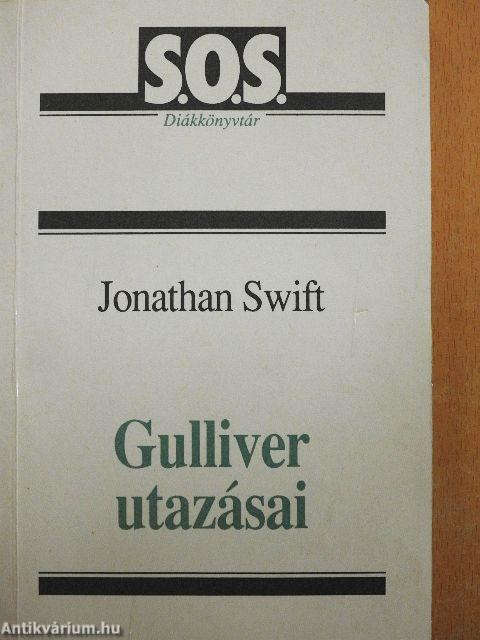 S.O.S.
Diákkönyvtár
Jonathan Swift
Gulliver
utazásai
Antikvárium.hu